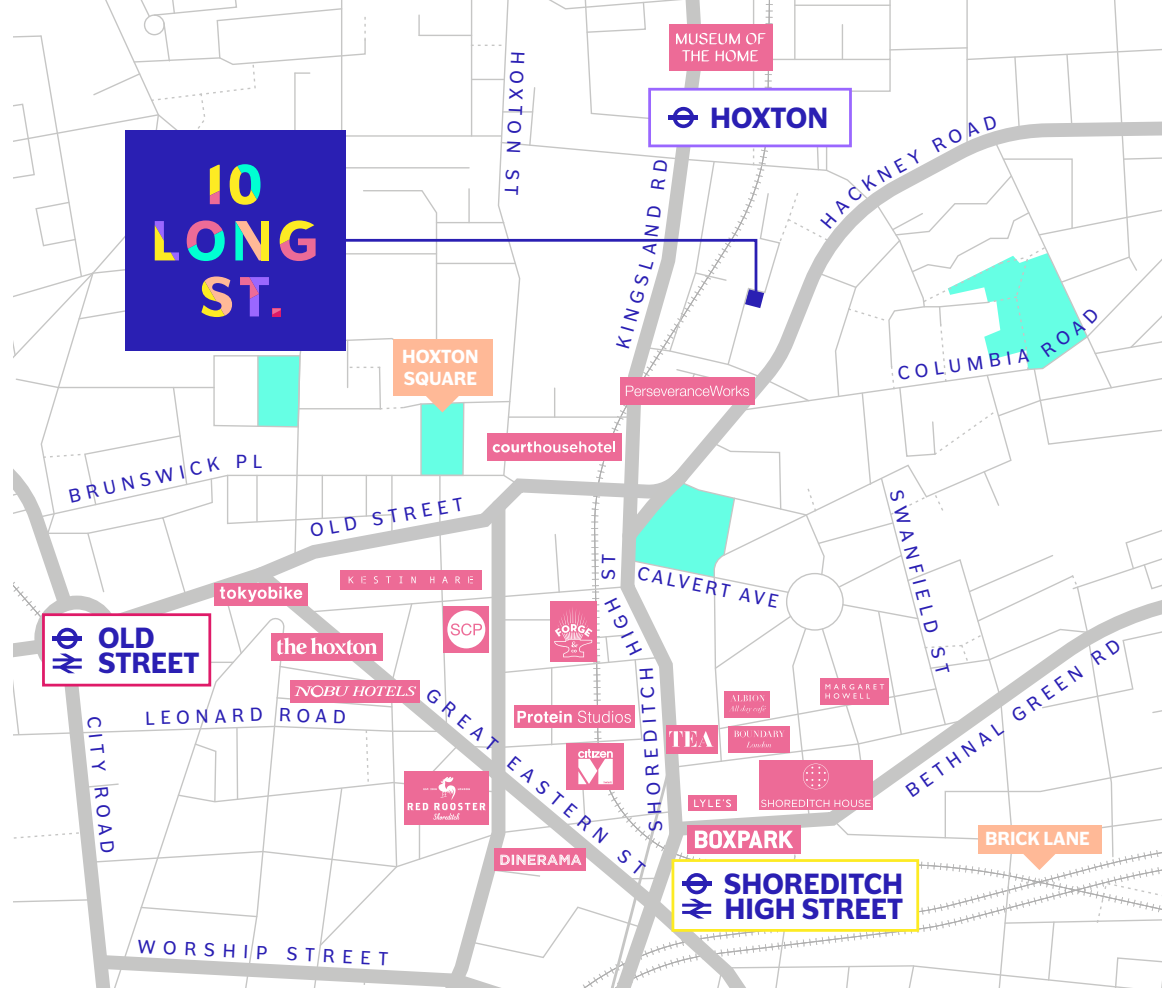 MUSEUM OF
THE HOME
HOXTON
HOXTON ST
HACKNEY ROAD
KINGSLAND RD
10
LONG
ST.
HOXTON
SQUARE
COLUMBIA ROAD
PerseveranceWorks
courthousehotel
BRUNSWICK PL
OLD STREET
SWANFIELD ST
KESTIN HARE
tokyobike
CALVERT AVE
SCP
FORGE
& CO
OLD
STREET
the hoxton
NOBU HOTELS
SHOREDITCH HIGH ST
BETHNAL GREEN RD
MARGARET
HOWELL
ALBION
All day café
LEONARD ROAD
CITY ROAD
GREAT EASTERN ST
Protein Studios
TEA
BOUNDARY
London
citizen
M
RED ROOSTER
Shoreditch
SHOREDITCH HOUSE
LYLE'S
BOXPARK
BRICK LANE
DINERAMA
SHOREDITCH
HIGH STREET
WORSHIP STREET